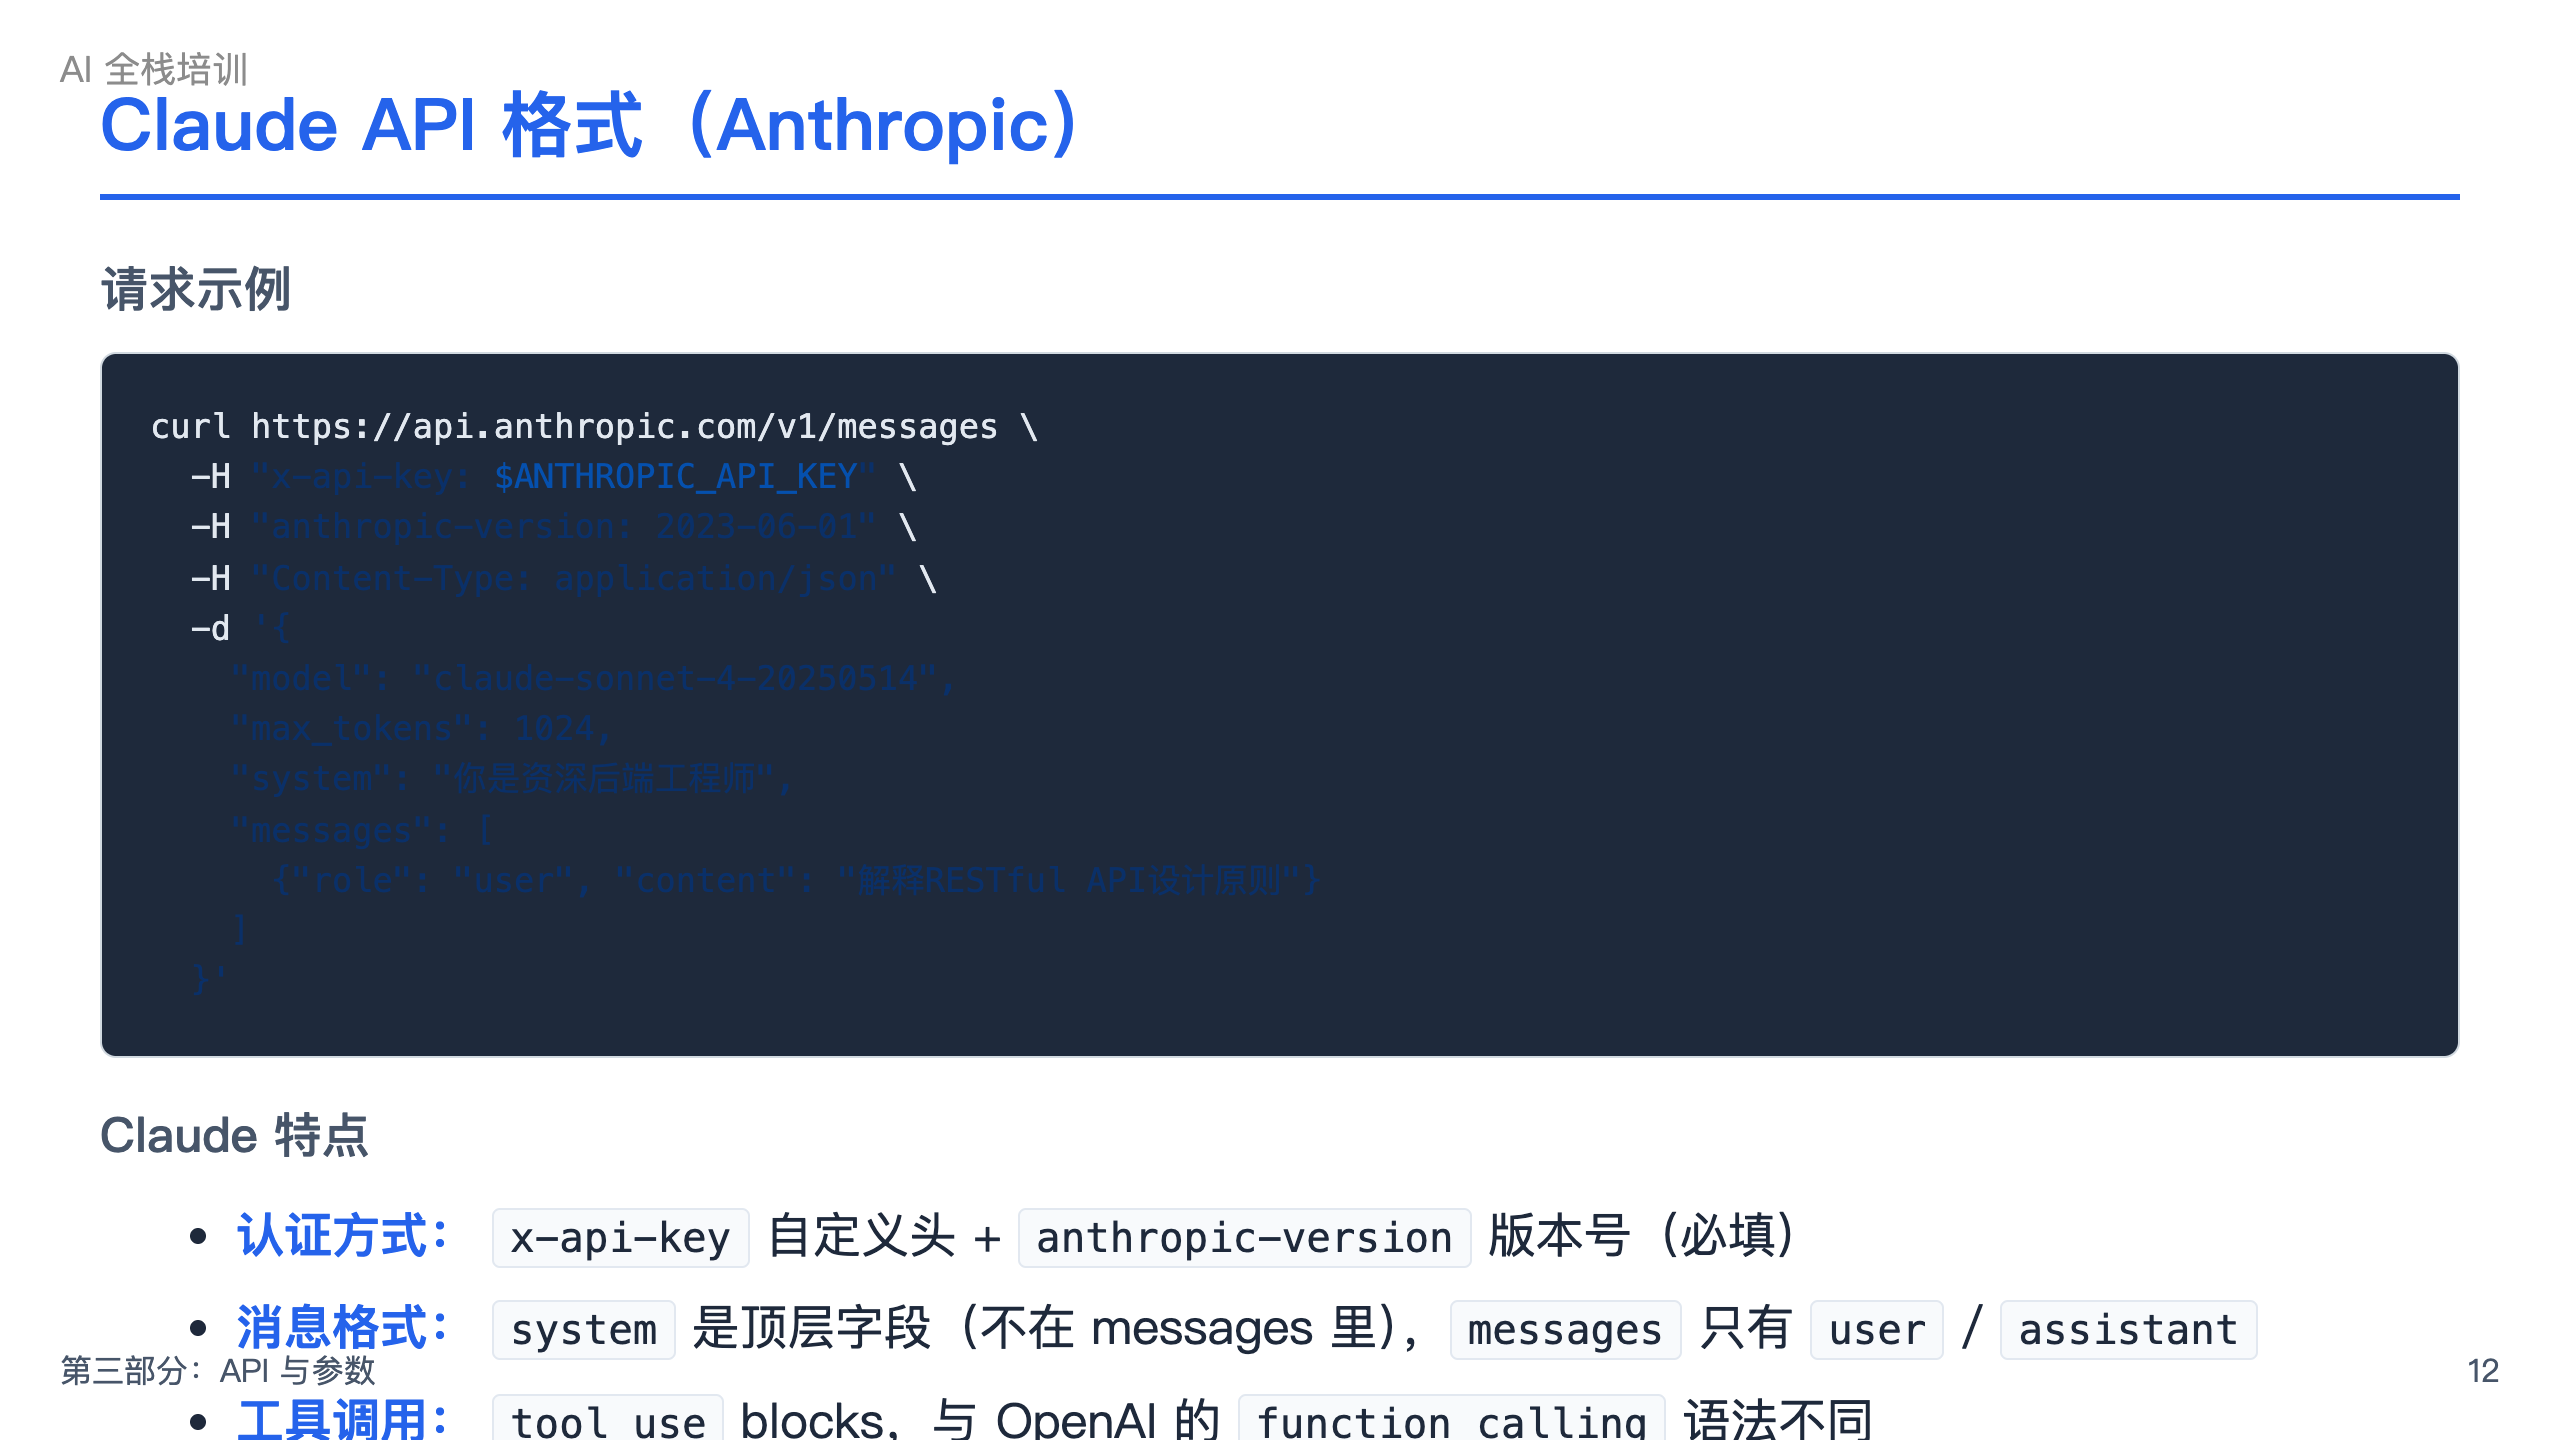 AI 全栈培训
Claude API 格式（Anthropic）
请求示例
curl https://api.anthropic.com/v1/messages \
  -H "x-api-key: $ANTHROPIC_API_KEY" \
  -H "anthropic-version: 2023-06-01" \
  -H "Content-Type: application/json" \
  -d '{
    "model": "claude-sonnet-4-20250514",
    "max_tokens": 1024,
    "system": "你是资深后端工程师",
    "messages": [
      {"role": "user", "content": "解释RESTful API设计原则"}
    ]
  }'
Claude 特点
• 认证方式： x-api-key 自定义头 + anthropic-version 版本号（必填）
• 消息格式： system 是顶层字段（不在 messages 里），messages 只有 user / assistant
第三部分：API 与参数
12
• 工具调用： tool_use blocks，与 OpenAI 的 function_calling 语法不同